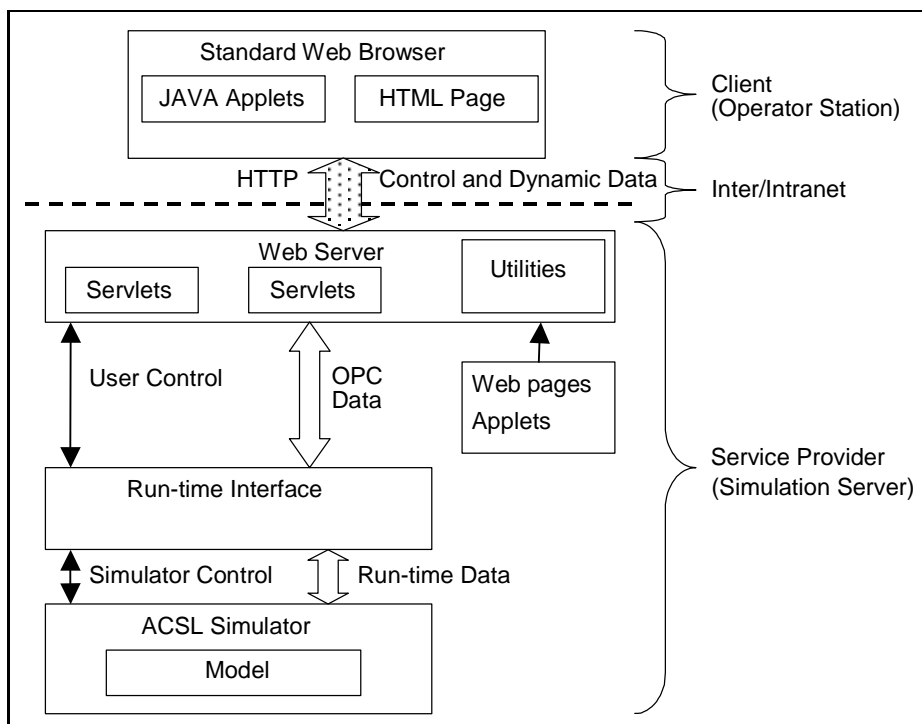 Standard Web Browser
JAVA Applets
HTML Page
Client
(Operator Station)
HTTP
Control and Dynamic Data
Inter/Intranet
Web Server
Servlets
Servlets
Utilities
User Control
OPC
Data
Web pages
Applets
Service Provider
(Simulation Server)
Run-time Interface
Simulator Control
Run-time Data
ACSL Simulator
Model